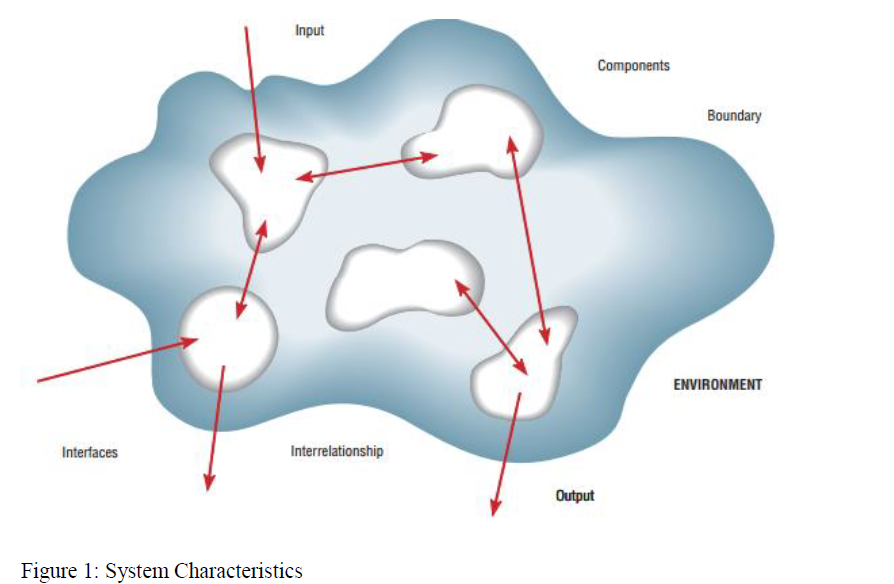 Input
Components
Boundary
ENVIRONMENT
Interfaces
Interrelationship
Output
Figure 1: System Characteristics